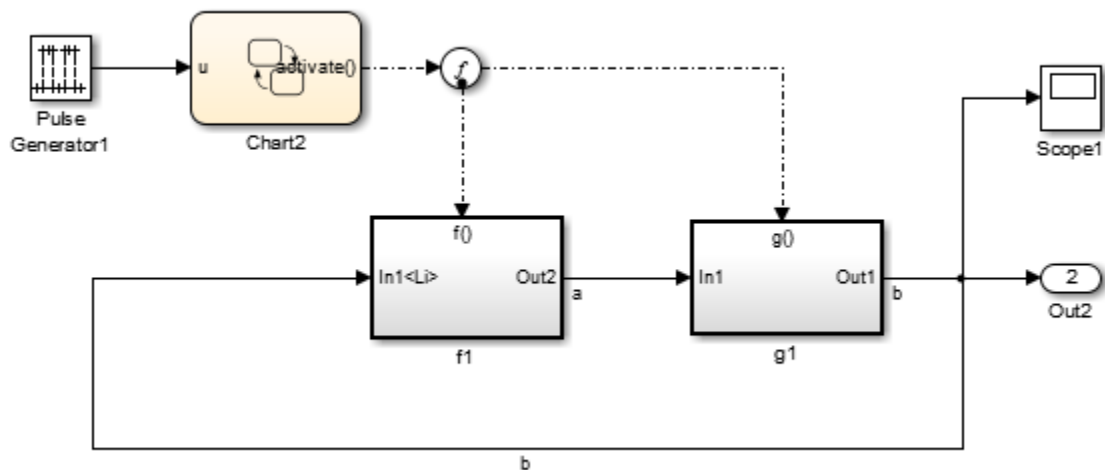 u
activate()
f
Pulse
Generator1
Chart2
Scope1
f()
g()
In1<Li>
Out2
a
In1
Out1
b
2
Out2
f1
g1
b